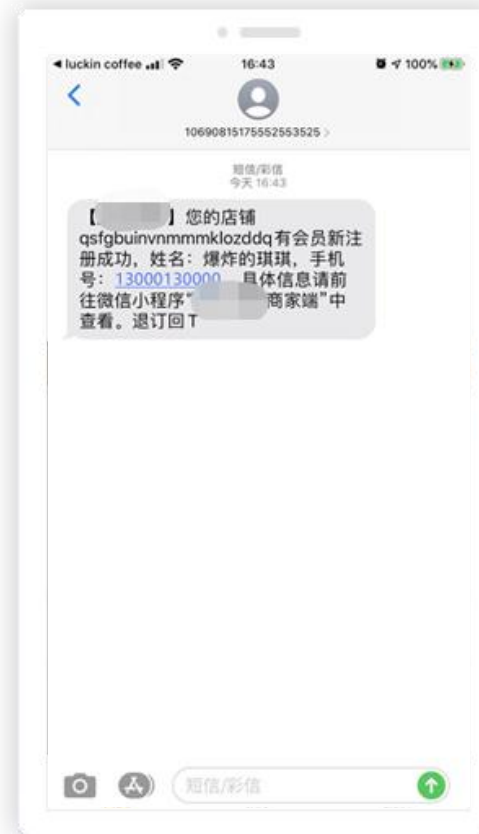 luckin coffee
16:43
100%
10690815175552553525
短信/彩信
今天 16:43
【 】您的店铺
qsfgbuinvnmmmklozddq有会员新注
册成功，姓名：爆炸的琪琪，手机
号：13000130000 具体信息请前
往微信小程序“ 商家端”中
查看。退订回T
短信/彩信